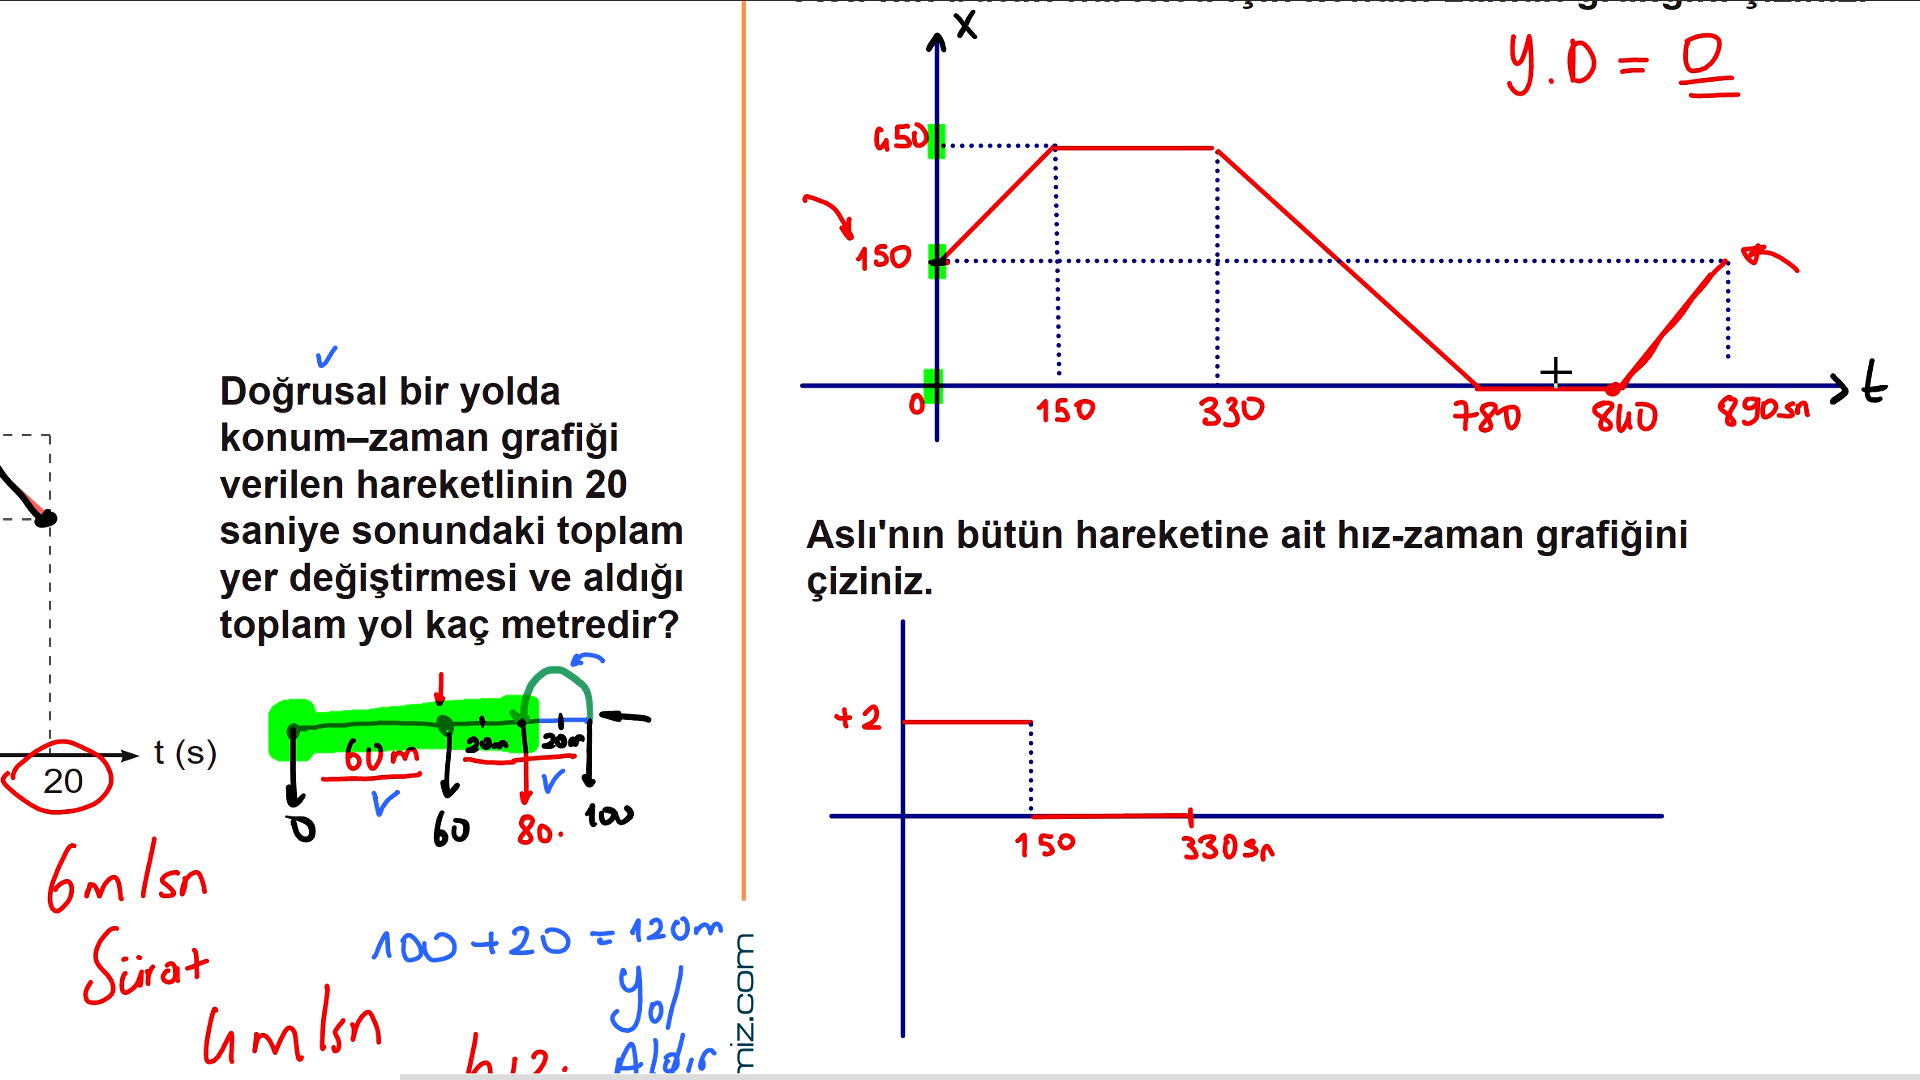 Doğrusal bir yolda
konum–zaman grafiği
verilen hareketlinin 20
saniye sonundaki toplam
yer değiştirmesi ve aldığı
toplam yol kaç metredir?
60m
20m
20m
0
60
80.
100
t (s)
20
6m/sn
Sürat
4m/sn
hız.
100 + 20 = 120m
Yol
Aldır
miz.com
x
y.D = 0
450
150
0
150
330
780
840
890sn
t
Aslı'nın bütün hareketine ait hız-zaman grafiğini
çiziniz.
+2
150
330sn